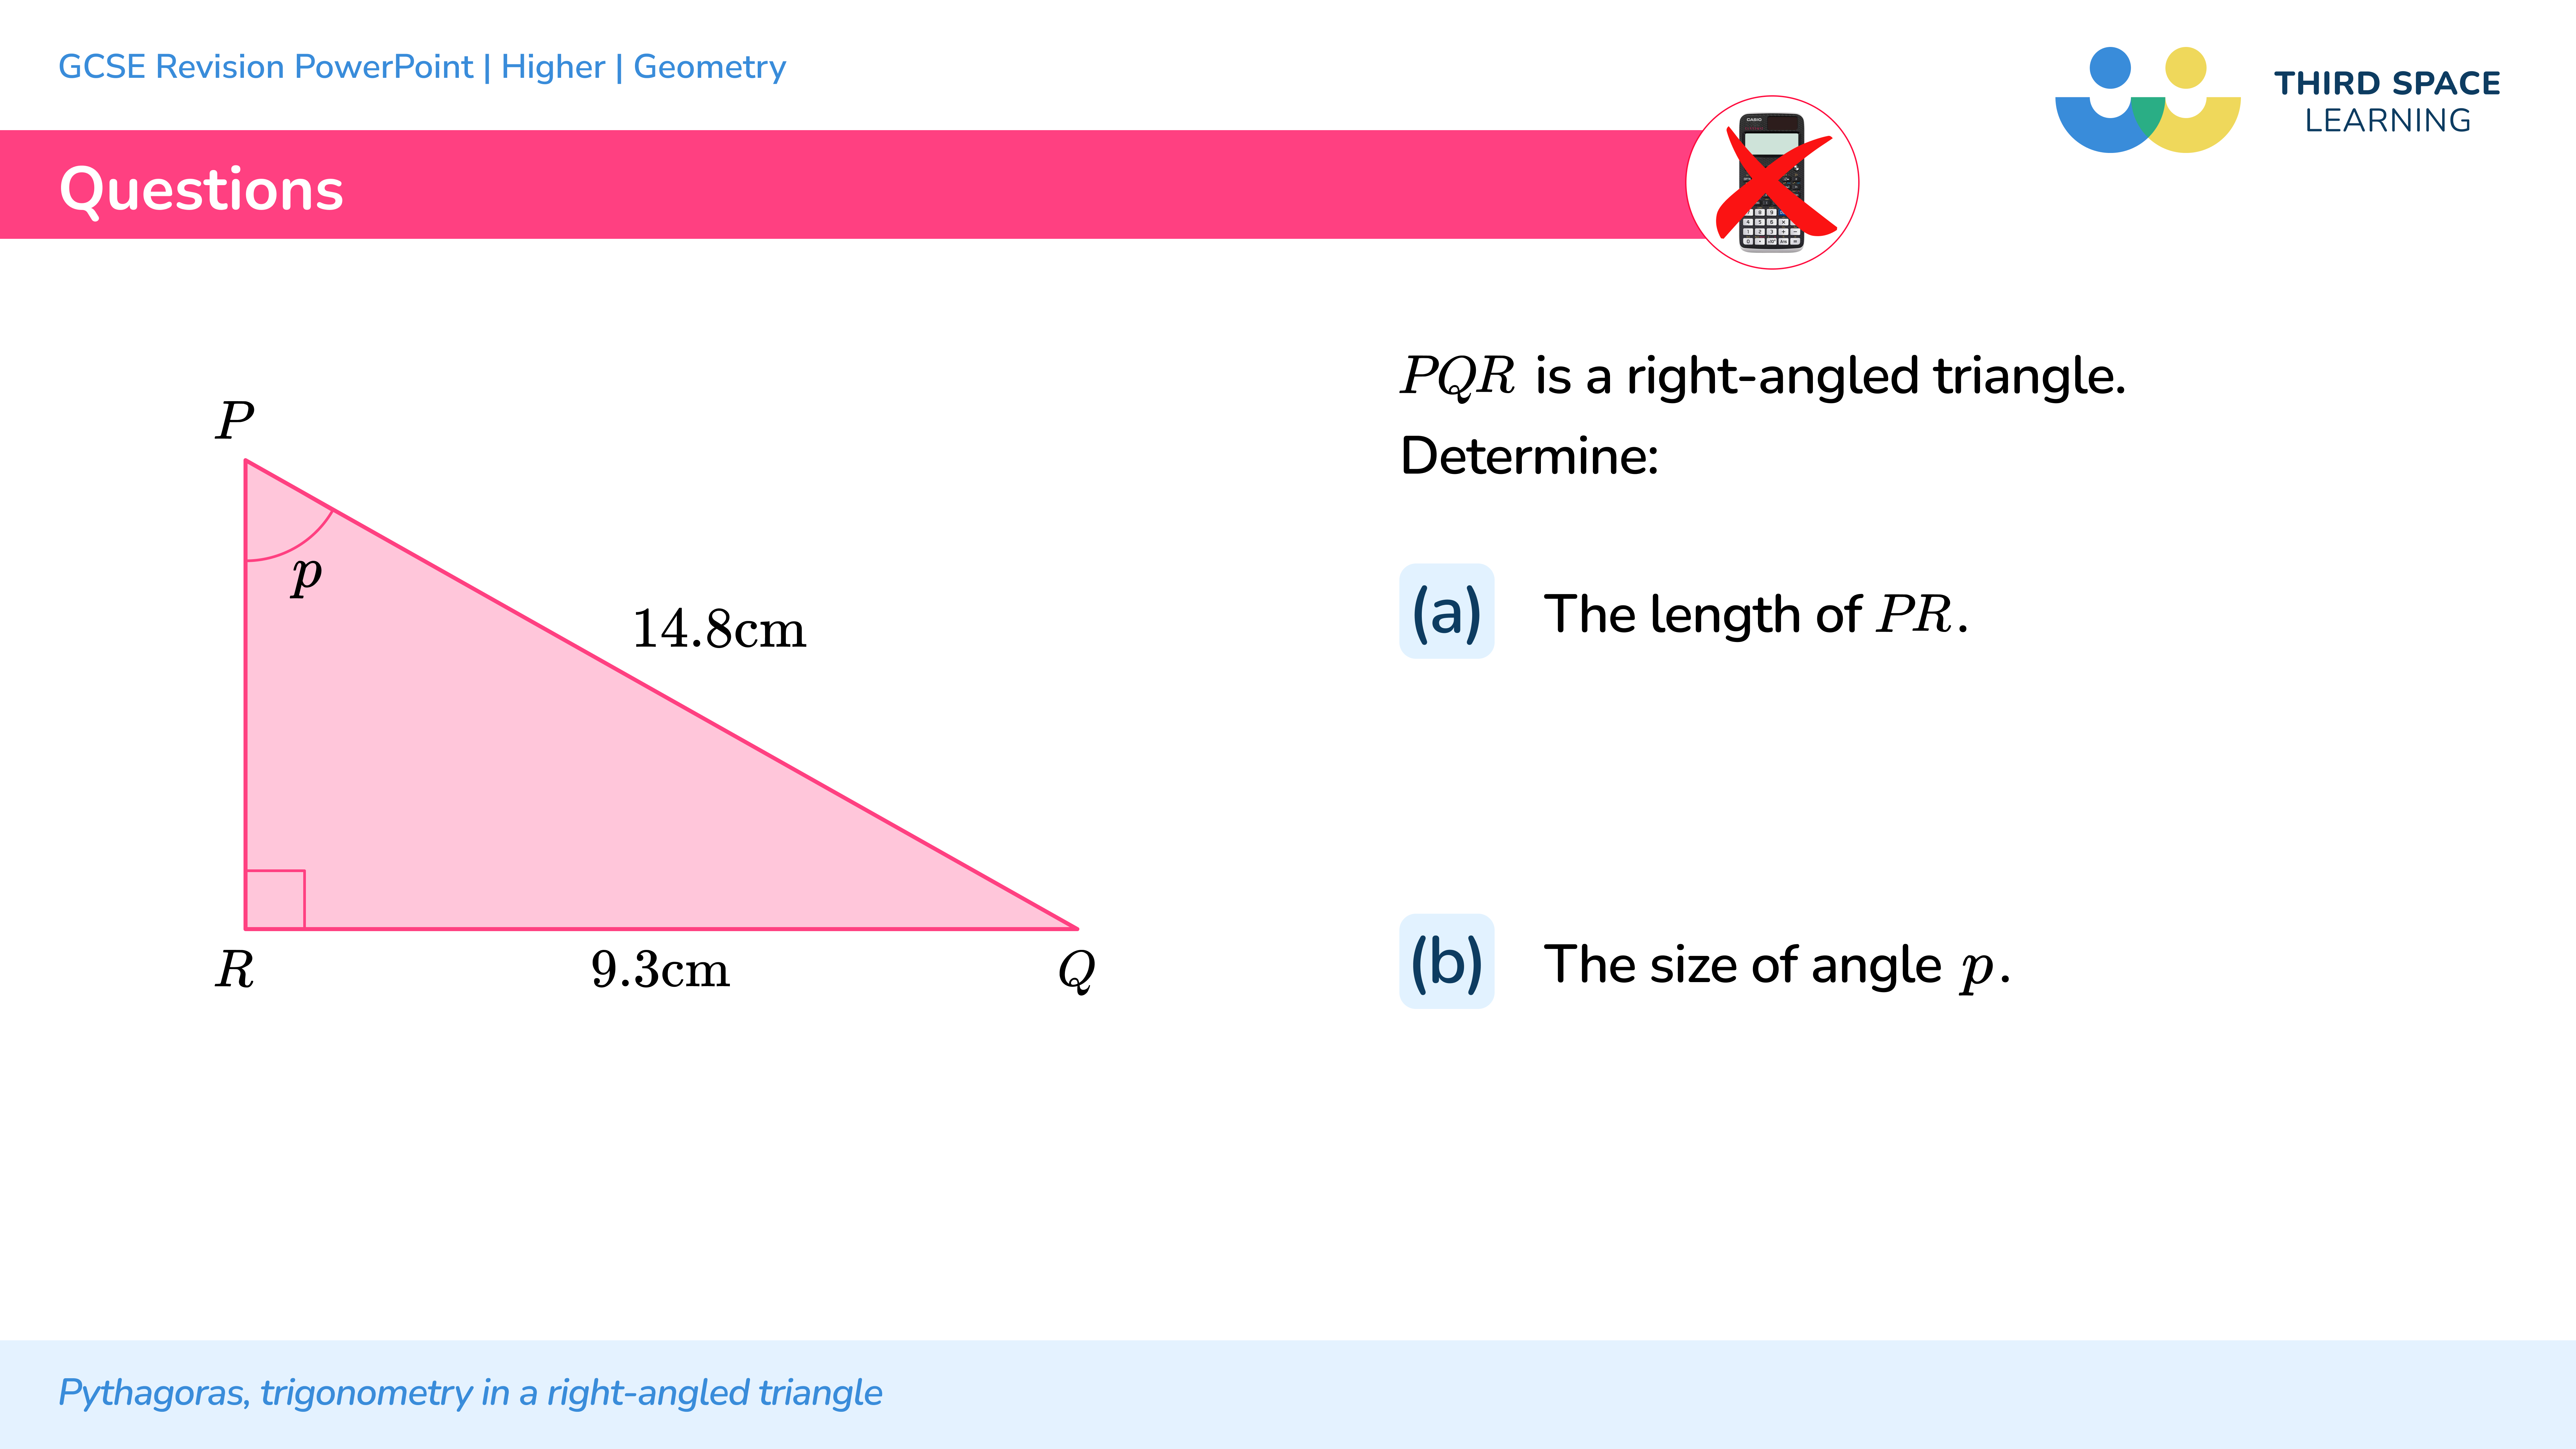 GCSE Revision PowerPoint | Higher | Geometry
THIRD SPACE
LEARNING
Questions
PQR is a right-angled triangle.
Determine:
P
p
14.8cm
R
9.3cm
Q
(a) The length of PR.
(b) The size of angle p.
Pythagoras, trigonometry in a right-angled triangle